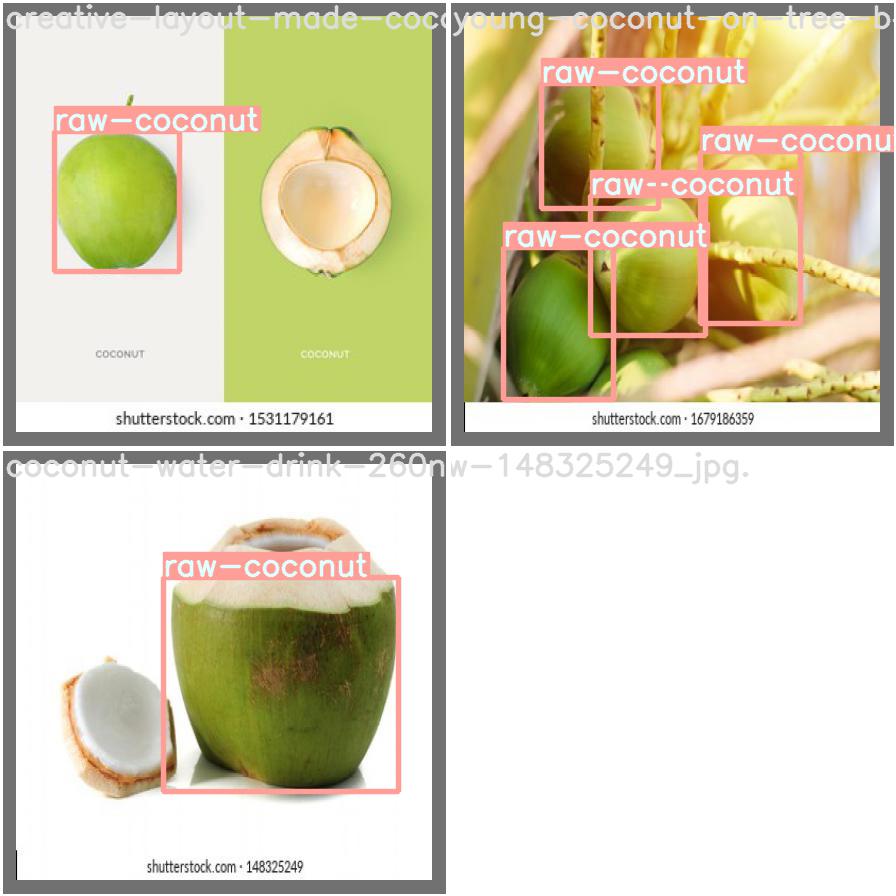 creative-layout-made-coco
young-coconut-on-tree-b
raw-coconut
raw-coconut
raw-coconu
raw--coconut
raw-coconut
COCONUT
COCONUT
shutterstock.com · 1531179161
shutterstock.com · 1679186359
coconut-water-drink-260nw-148325249_jpg.
raw-coconut
shutterstock.com · 148325249